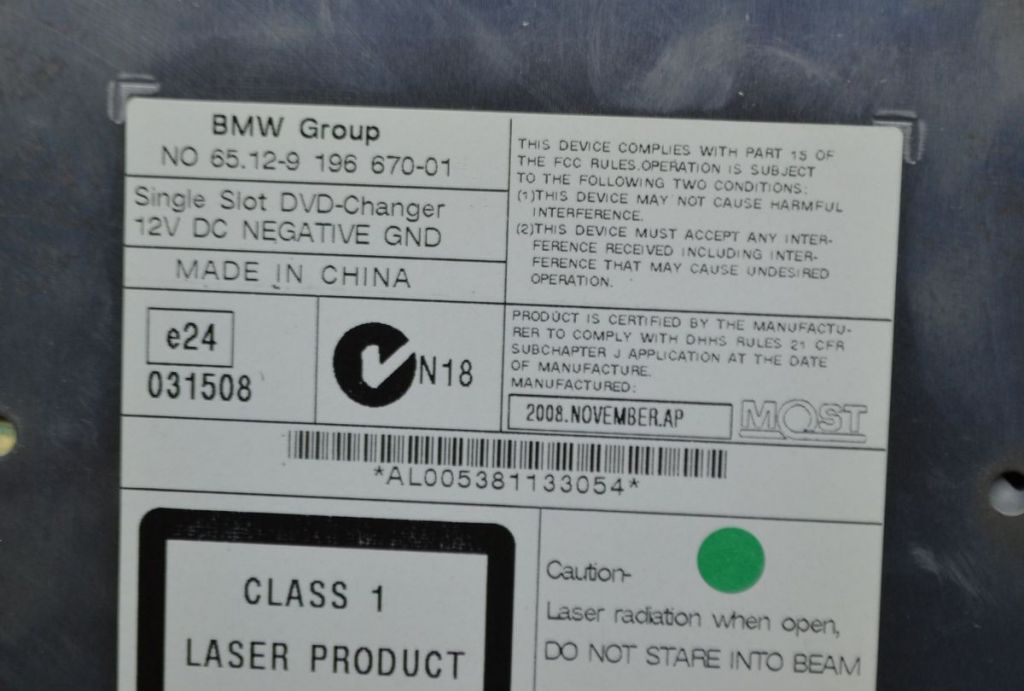 BMW Group
NO 65.12-9 196 670-01
Single Slot DVD-Changer
12V DC NEGATIVE GND
MADE IN CHINA
e24
031508
N18
THIS DEVICE COMPLIES WITH PART 15 OF
THE FCC RULES.OPERATION IS SUBJECT
TO THE FOLLOWING TWO CONDITIONS:
(1)THIS DEVICE MAY NOT CAUSE HARMFUL
INTERFERENCE.
(2)THIS DEVICE MUST ACCEPT ANY INTER-
FERENCE RECEIVED INCLUDING INTER-
FERENCE THAT MAY CAUSE UNDESIRED
OPERATION.
PRODUCT IS CERTIFIED BY THE MANUFACTU-
RER TO COMPLY WITH DHHS RULES 21 CFR
SUBCHAPTER J APPLICATION AT THE DATE
OF MANUFACTURE.
MANUFACTURED:
2008.NOVEMBER.AP
MOST
*AL005381133054*
CLASS 1
LASER PRODUCT
Caution-
Laser radiation when open,
DO NOT STARE INTO BEAM